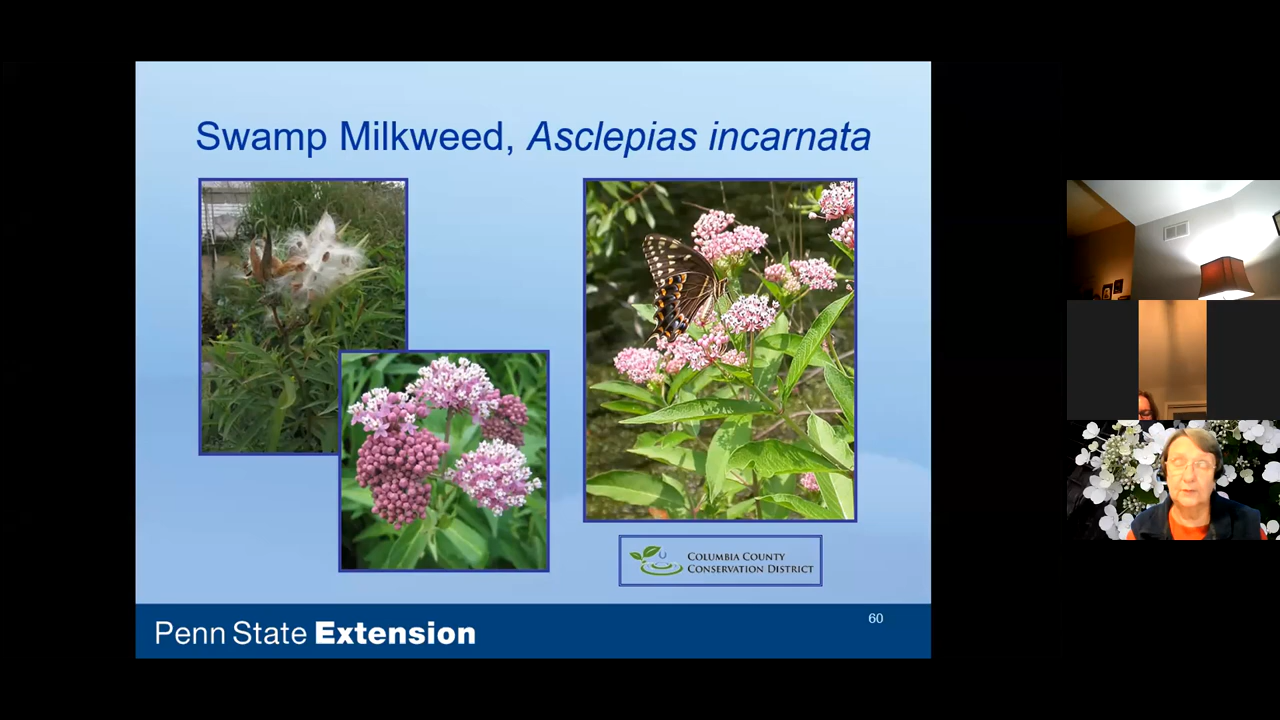 Swamp Milkweed, Asclepias incarnata
COLUMBIA COUNTY
CONSERVATION DISTRICT
60
Penn State Extension